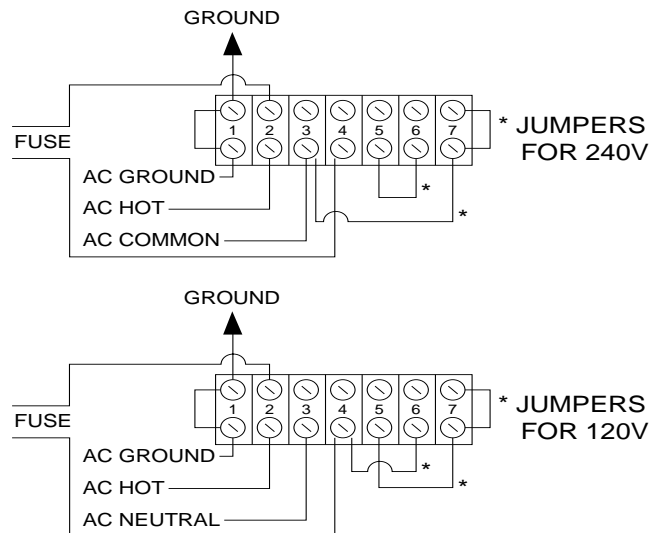 GROUND
1 2 3 4 5 6 7
* JUMPERS
FOR 240V
FUSE
AC GROUND
*
AC HOT
*
AC COMMON
GROUND
1 2 3 4 5 6 7
* JUMPERS
FOR 120V
FUSE
AC GROUND
*
AC HOT
*
AC NEUTRAL